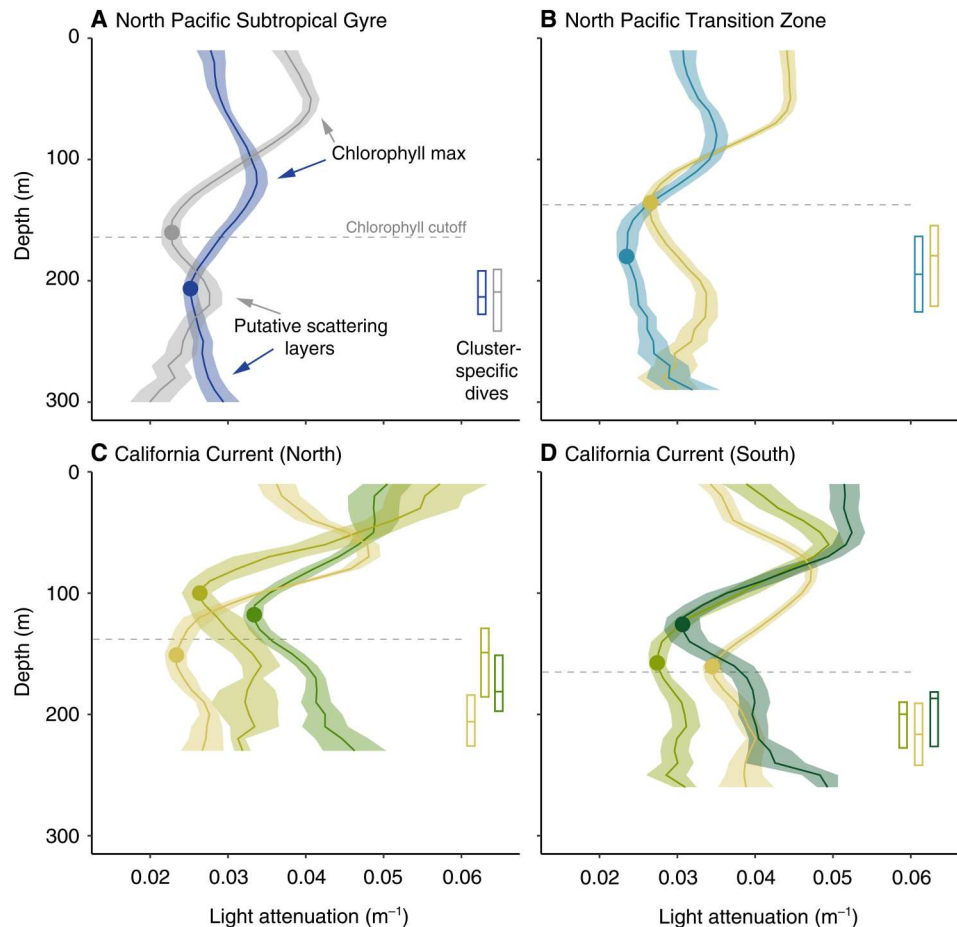 A North Pacific Subtropical Gyre
B North Pacific Transition Zone
0
100
200
300
Depth (m)
Chlorophyll max
Chlorophyll cutoff
Putative scattering
layers
Cluster-
specific
dives
C California Current (North)
D California Current (South)
0
100
200
300
Depth (m)
0.02 0.03 0.04 0.05 0.06
0.02 0.03 0.04 0.05 0.06
Light attenuation (m⁻¹)
Light attenuation (m⁻¹)